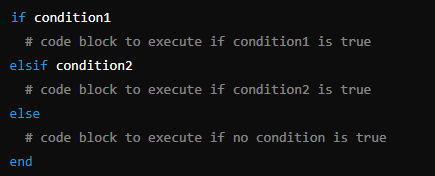 if condition1
  # code block to execute if condition1 is true
elsif condition2
  # code block to execute if condition2 is true
else
  # code block to execute if no condition is true
end